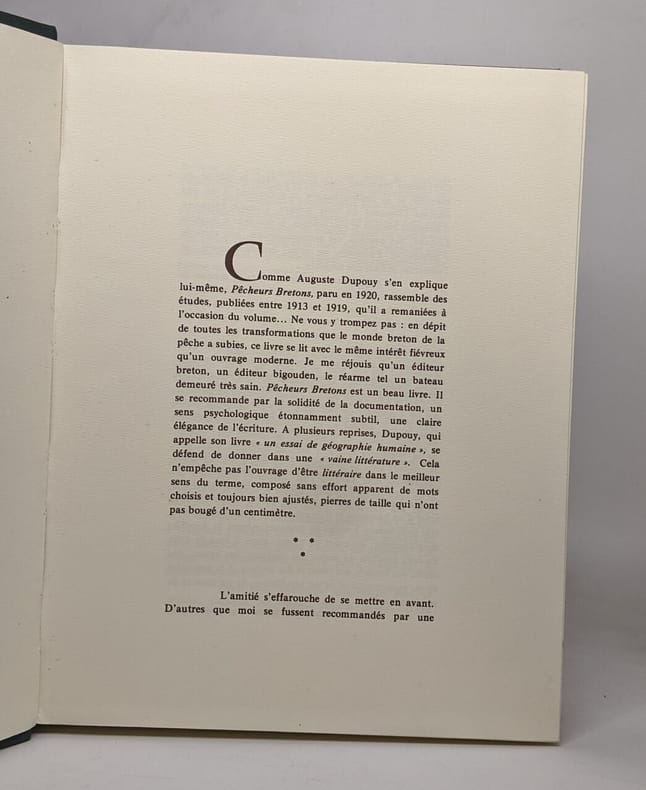 Comme Auguste Dupouy s'en explique
lui-même, Pêcheurs Bretons, paru en 1920, rassemble des
études, publiées entre 1913 et 1919, qu'il a remaniées à
l'occasion du volume... Ne vous y trompez pas : en dépit
de toutes les transformations que le monde breton de la
pêche a subies, ce livre se lit avec le même intérêt fiévreux
qu'un ouvrage moderne. Je me réjouis qu'un éditeur
breton, un éditeur bigouden, le réarme tel un bateau
demeuré très sain. Pêcheurs Bretons est un beau livre. Il
se recommande par la solidité de la documentation, un
sens psychologique étonnamment subtil, une claire
élégance de l'écriture. A plusieurs reprises, Dupouy, qui
appelle son livre « un essai de géographie humaine », se
défend de donner dans une « vaine littérature ». Cela
n'empêche pas l'ouvrage d'être littéraire dans le meilleur
sens du terme, composé sans effort apparent de mots
choisis et toujours bien ajustés, pierres de taille qui n'ont
pas bougé d'un centimètre.
* *
*
L'amitié s'effarouche de se mettre en avant.
D'autres que moi se fussent recommandés par une